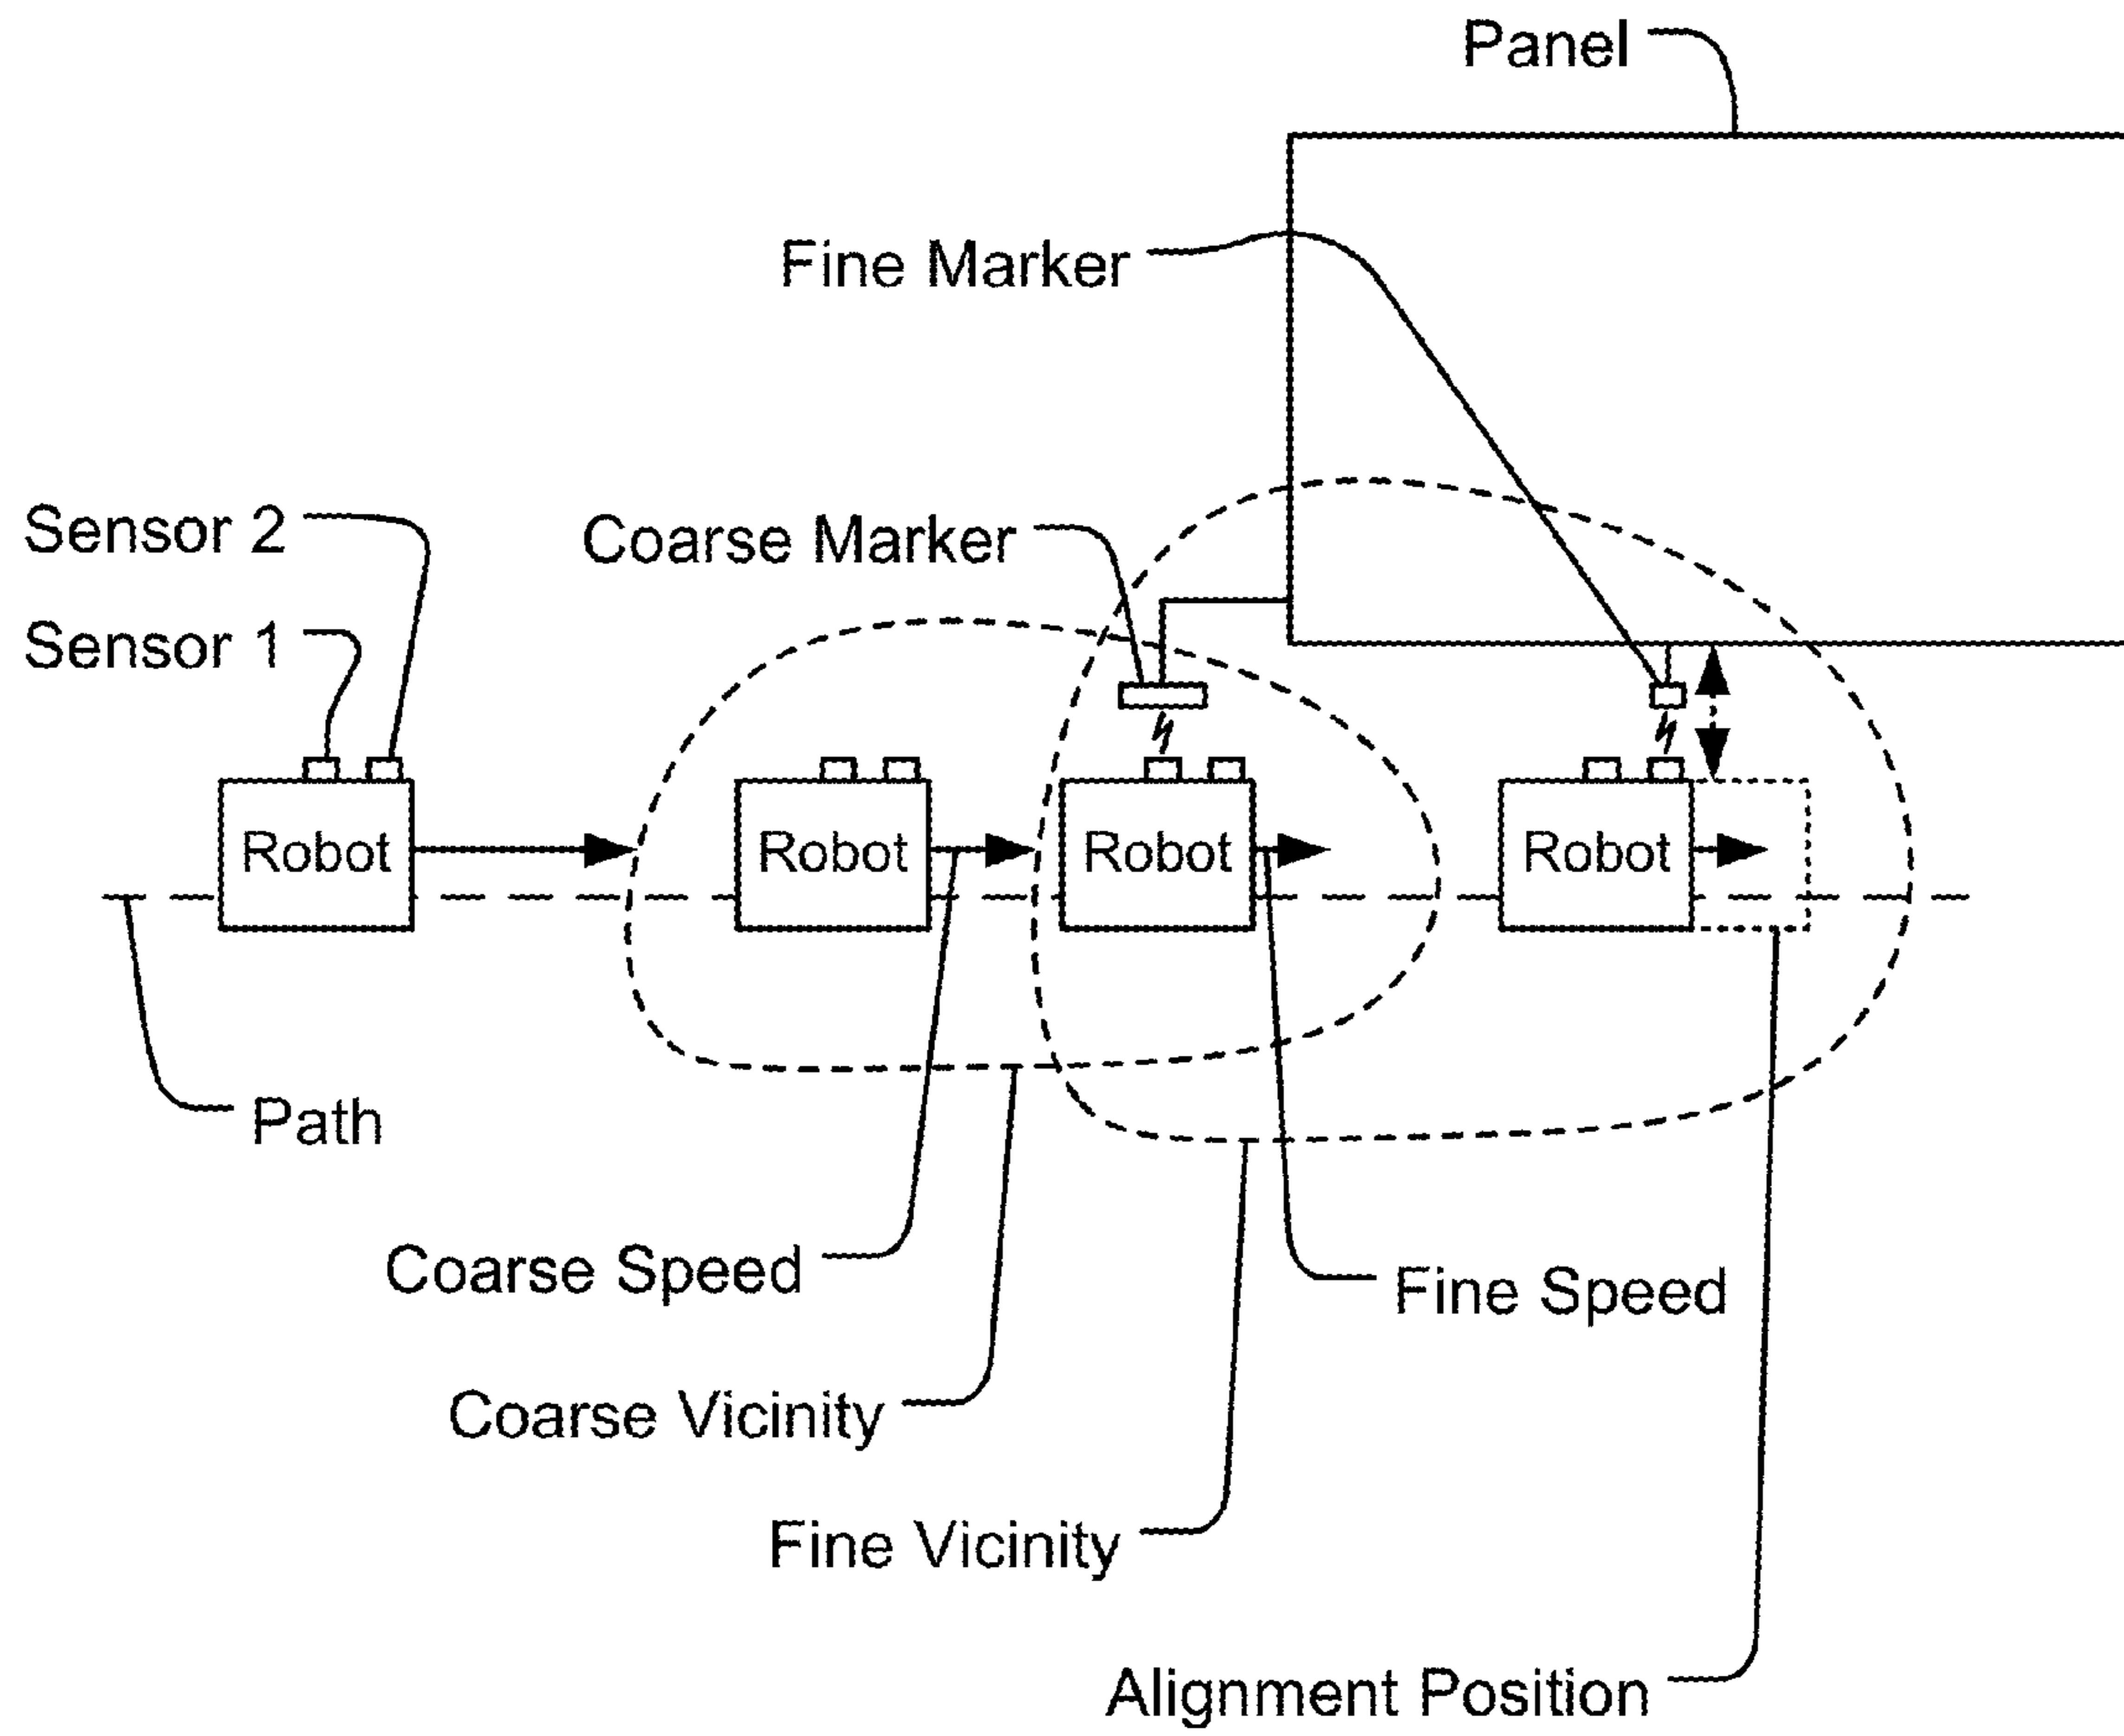 Panel
Fine Marker
Sensor 2
Coarse Marker
Sensor 1
Robot
Robot
Robot
Robot
Path
Coarse Speed
Fine Speed
Coarse Vicinity
Fine Vicinity
Alignment Position